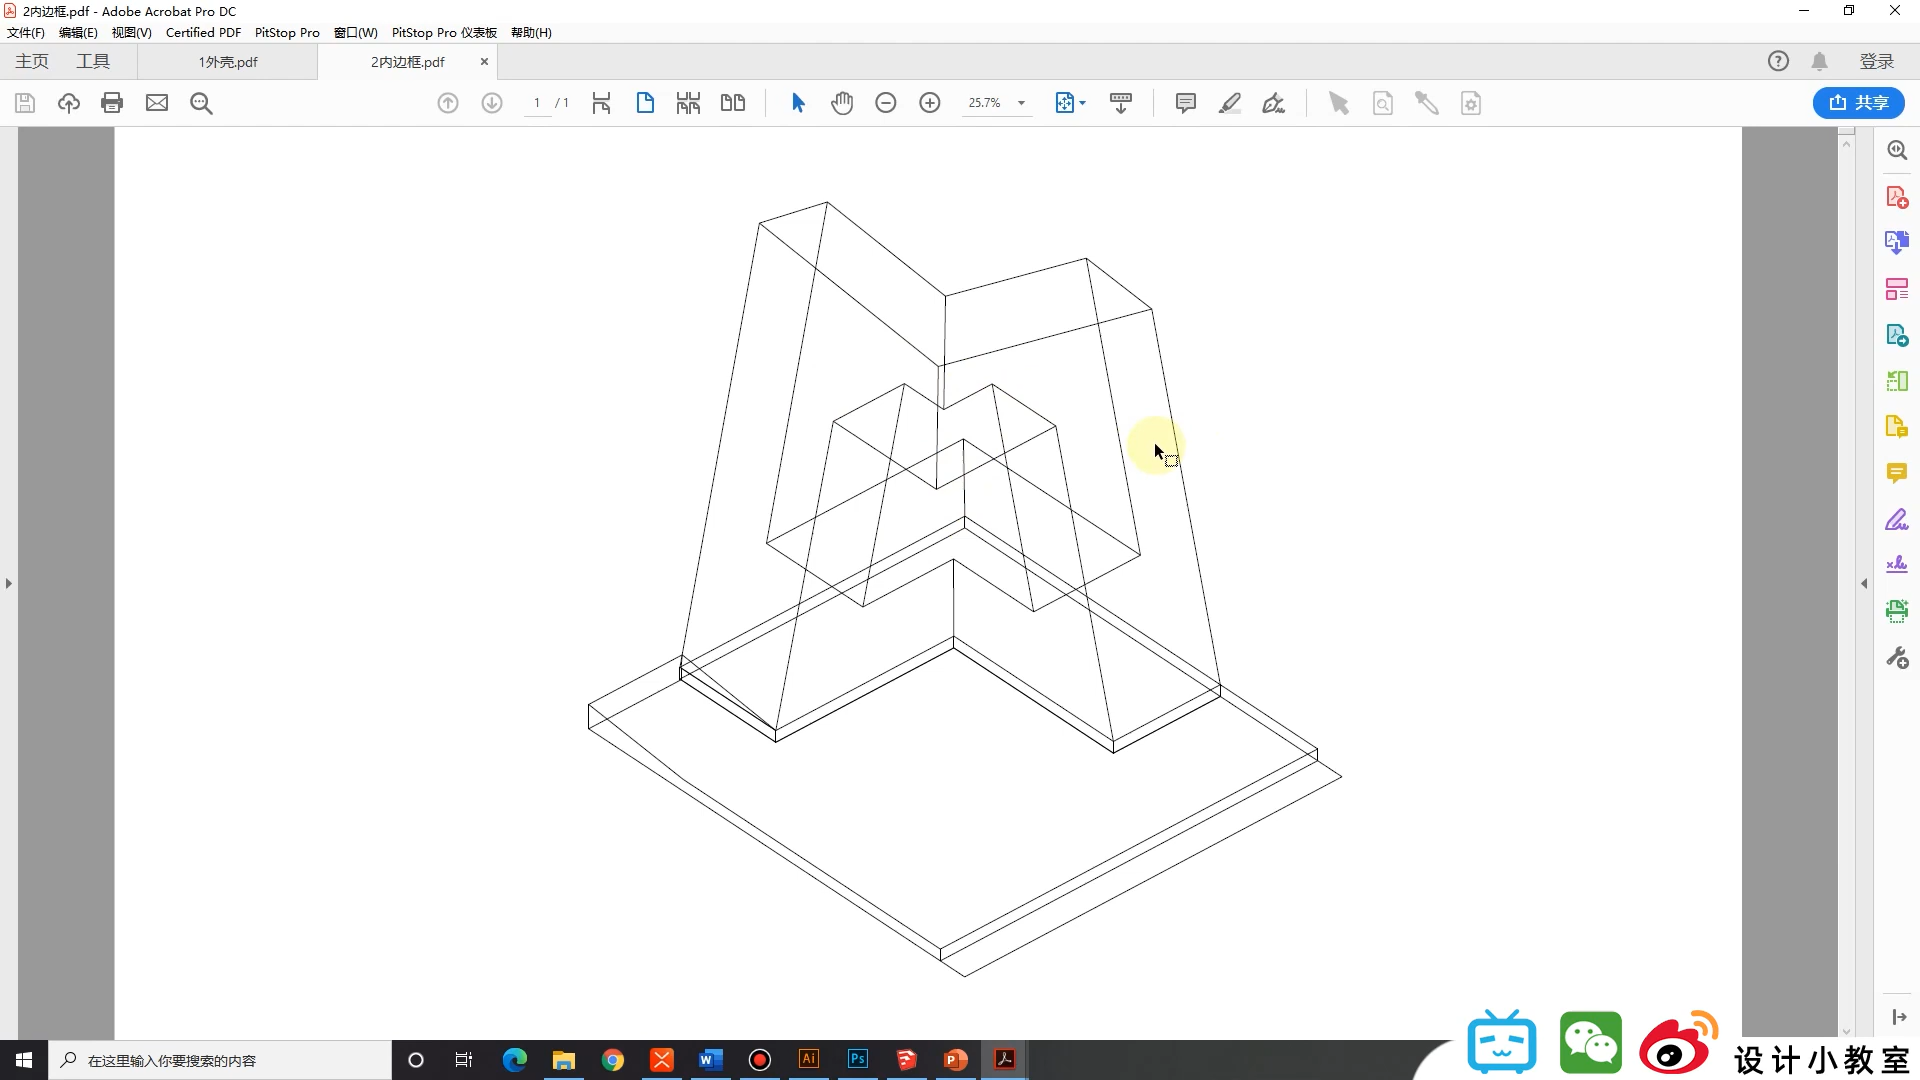 2内边框.pdf - Adobe Acrobat Pro DC
文件(F) 编辑(E) 视图(V) Certified PDF PitStop Pro 窗口(W) PitStop Pro 仪表板 帮助(H)
主页 工具 1外壳.pdf 2内边框.pdf × 登录
1 / 1 25.7% 共享
在这里输入你要搜索的内容
Ai Ps
设计小教室